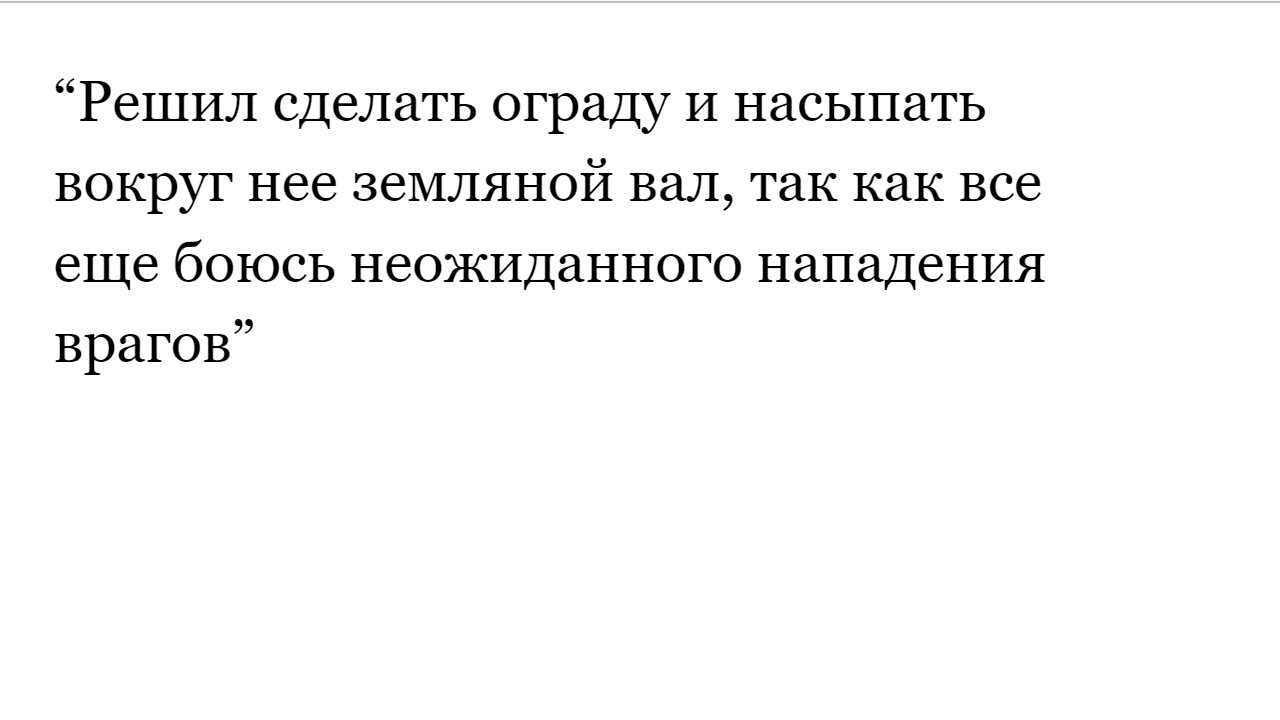 “Решил сделать ограду и насыпать
вокруг нее земляной вал, так как все
еще боюсь неожиданного нападения
врагов”